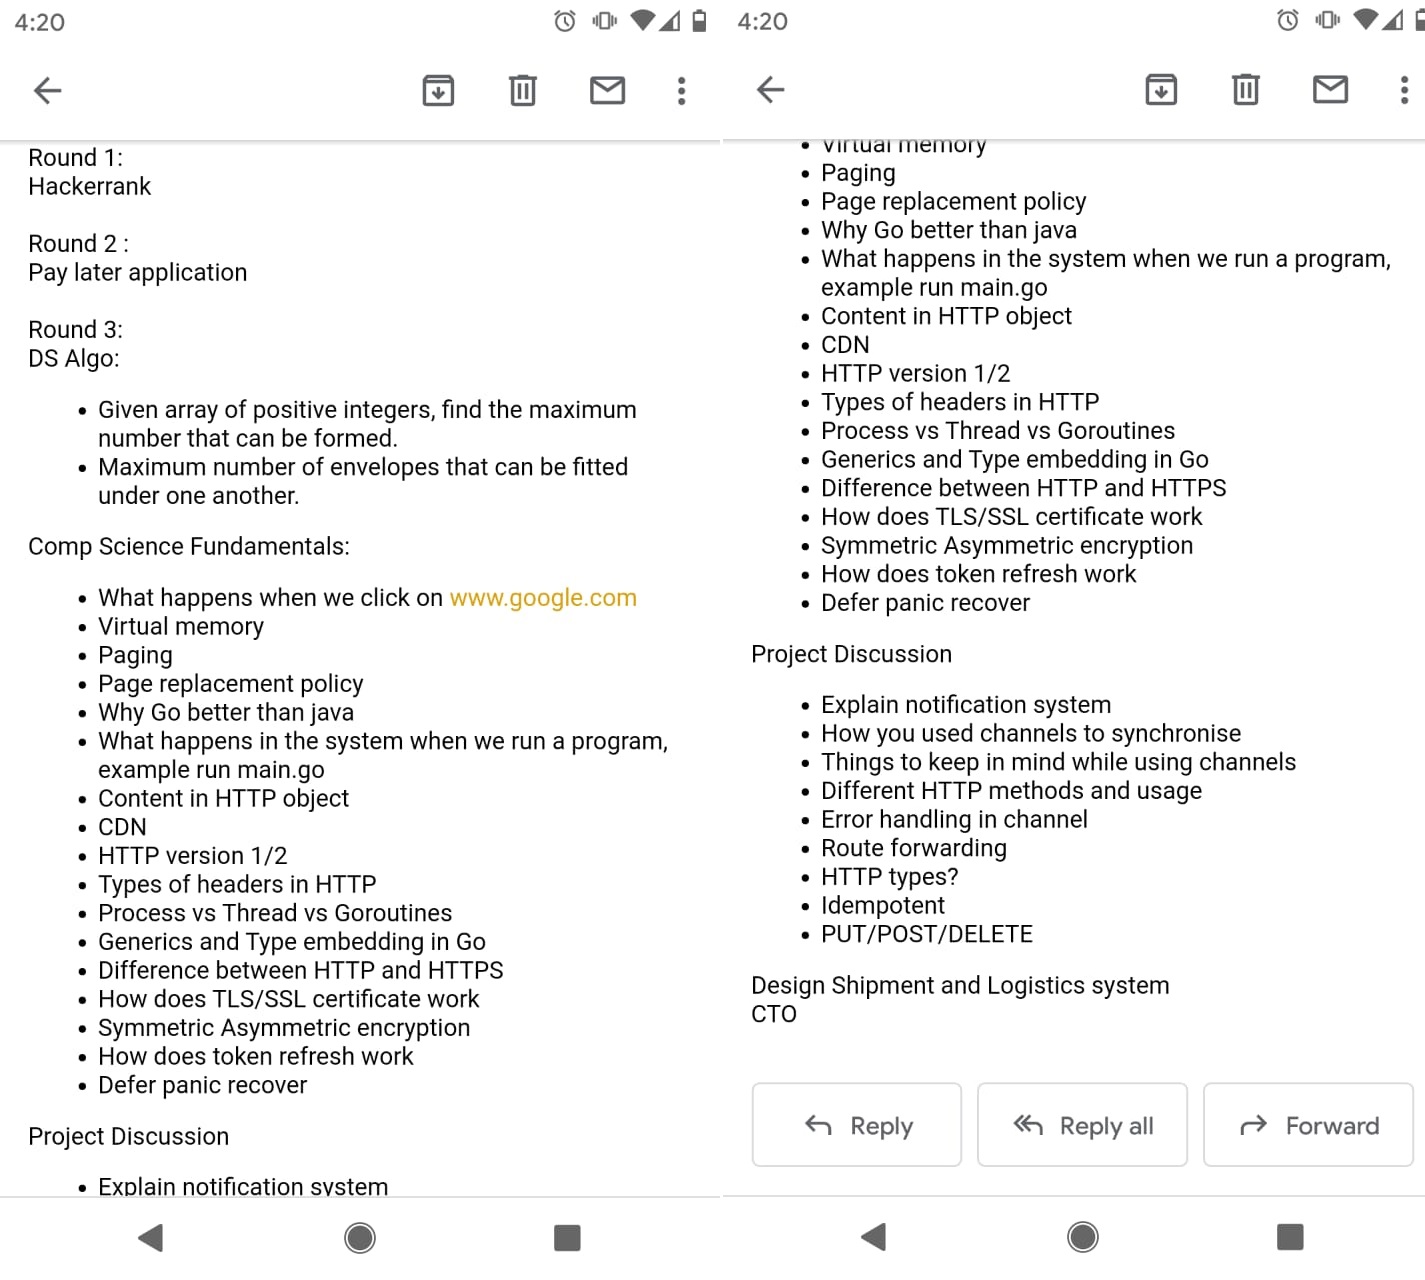 4:20
Round 1:
Hackerrank
Round 2 :
Pay later application
Round 3:
DS Algo:
• Given array of positive integers, find the maximum
number that can be formed.
• Maximum number of envelopes that can be fitted
under one another.
Comp Science Fundamentals:
• What happens when we click on www.google.com
• Virtual memory
• Paging
• Page replacement policy
• Why Go better than java
• What happens in the system when we run a program,
example run main.go
• Content in HTTP object
• CDN
• HTTP version 1/2
• Types of headers in HTTP
• Process vs Thread vs Goroutines
• Generics and Type embedding in Go
• Difference between HTTP and HTTPS
• How does TLS/SSL certificate work
• Symmetric Asymmetric encryption
• How does token refresh work
• Defer panic recover
Project Discussion
• Explain notification system
4:20
• Virtual memory
• Paging
• Page replacement policy
• Why Go better than java
• What happens in the system when we run a program,
example run main.go
• Content in HTTP object
• CDN
• HTTP version 1/2
• Types of headers in HTTP
• Process vs Thread vs Goroutines
• Generics and Type embedding in Go
• Difference between HTTP and HTTPS
• How does TLS/SSL certificate work
• Symmetric Asymmetric encryption
• How does token refresh work
• Defer panic recover
Project Discussion
• Explain notification system
• How you used channels to synchronise
• Things to keep in mind while using channels
• Different HTTP methods and usage
• Error handling in channel
• Route forwarding
• HTTP types?
• Idempotent
• PUT/POST/DELETE
Design Shipment and Logistics system
CTO
Reply
Reply all
Forward